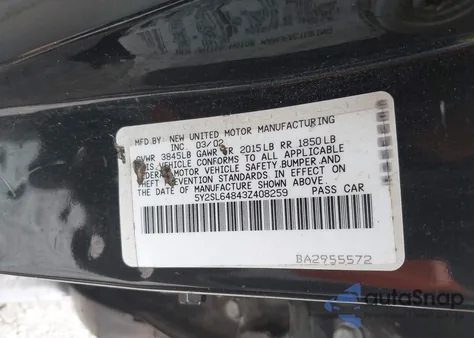 MFD BY: NEW UNITED MOTOR MANUFACTURING
INC. 03/02
GVWR 3845LB GAWR FR 2015LB RR 1850LB
THIS VEHICLE CONFORMS TO ALL APPLICABLE
FEDERAL MOTOR VEHICLE SAFETY, BUMPER, AND
THEFT PREVENTION STANDARDS IN EFFECT ON
THE DATE OF MANUFACTURE SHOWN ABOVE
5Y2SL64843Z408259 PASS CAR
BA2955572
autoSnap